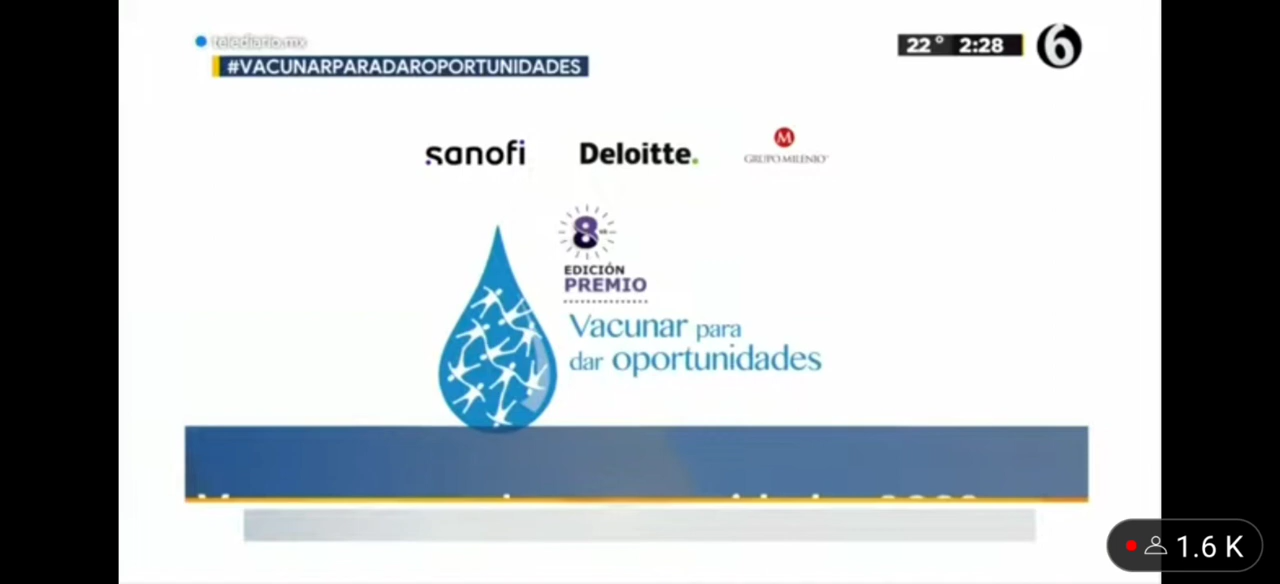 telediario.mx
#VACUNARPARADAROPORTUNIDADES
22° 2:28
6
sanofi
Deloitte.
M
GRUPO MILENIO
8
EDICIÓN
PREMIO
Vacunar para
dar oportunidades
1.6 K